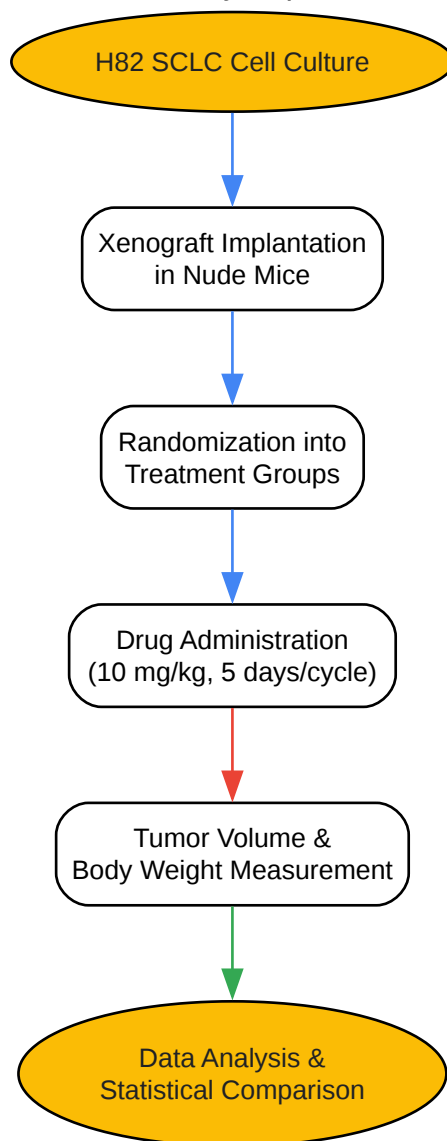 H82 SCLC Cell Culture
Xenograft Implantation
in Nude Mice
Randomization into
Treatment Groups
Drug Administration
(10 mg/kg, 5 days/cycle)
Tumor Volume &
Body Weight Measurement
Data Analysis &
Statistical Comparison